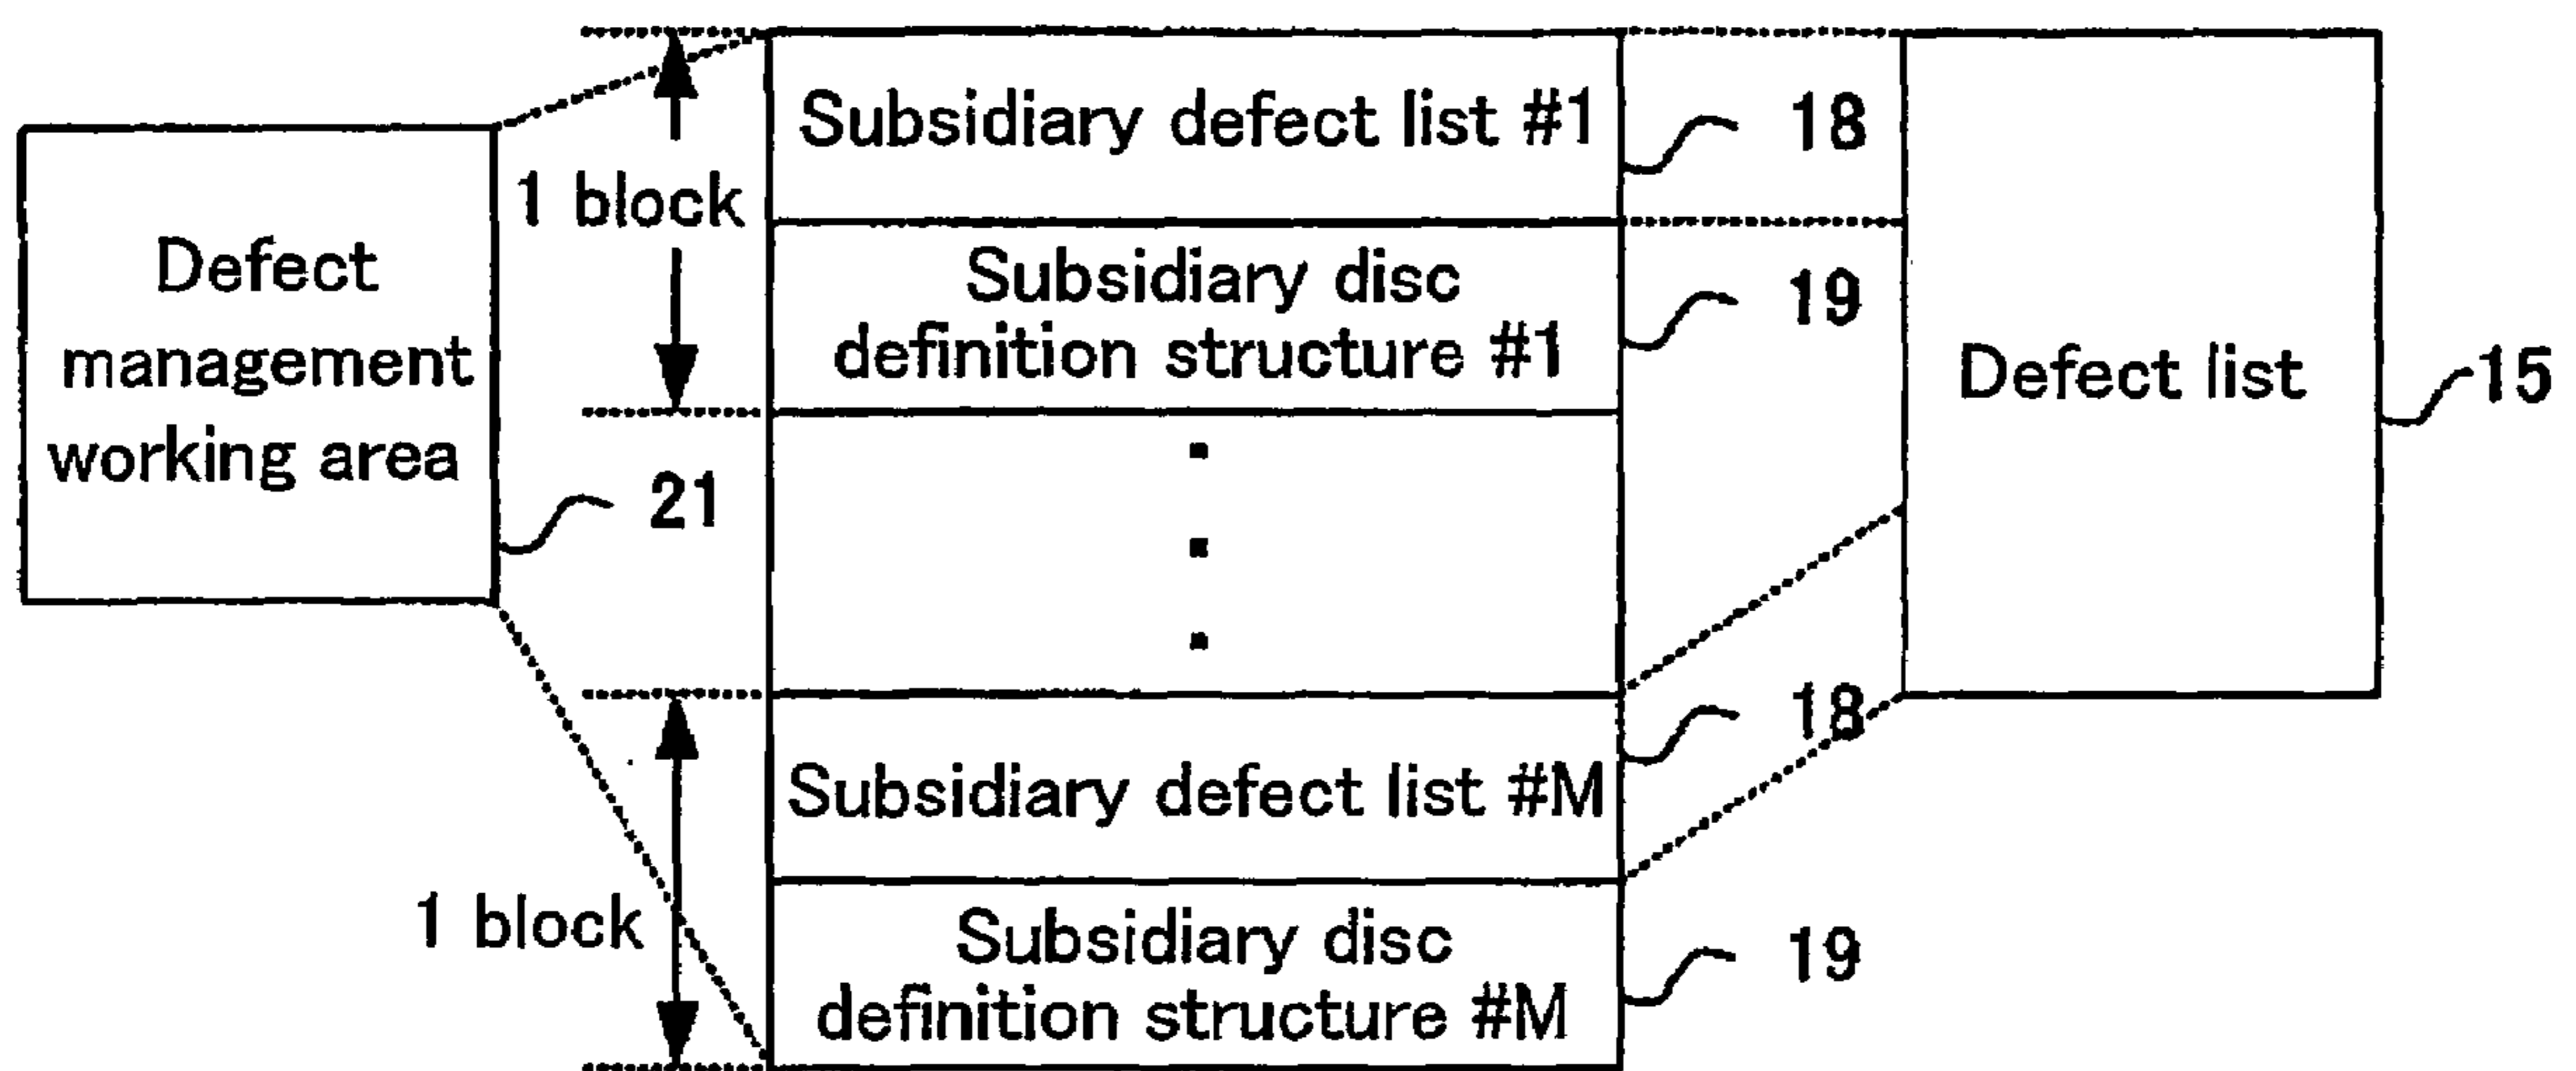 Defect
management
working area
21
1 block
Subsidiary defect list #1
18
Subsidiary disc
definition structure #1
19
1 block
Subsidiary defect list #M
18
Subsidiary disc
definition structure #M
19
Defect list
15